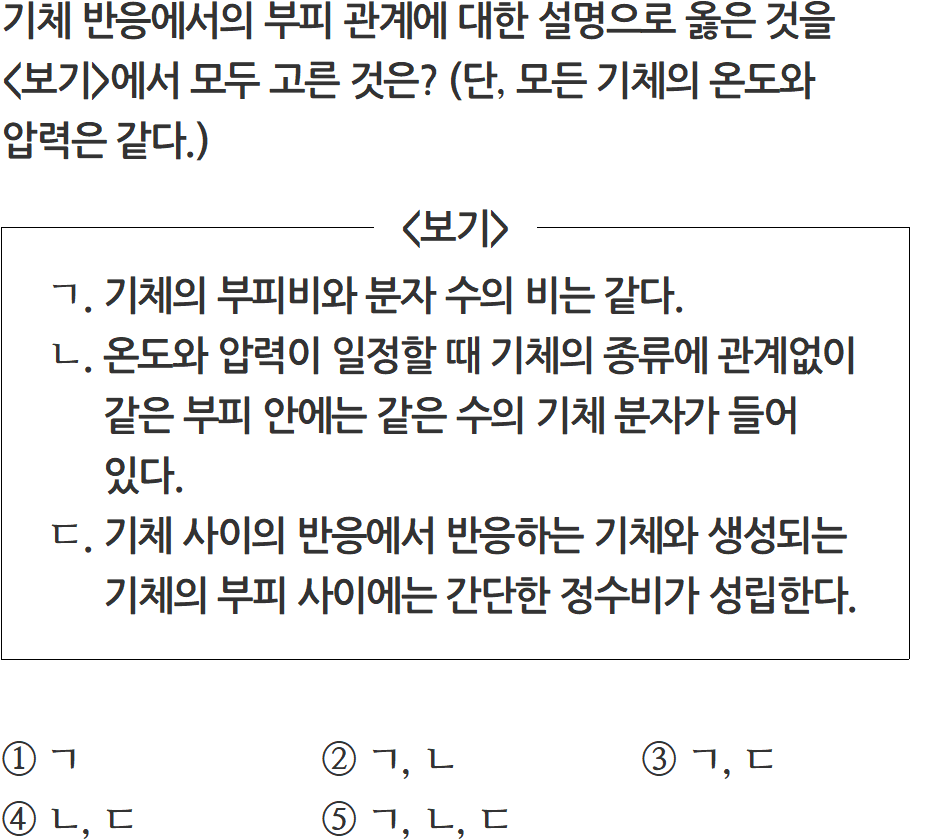 기체 반응에서의 부피 관계에 대한 설명으로 옳은 것을
<보기>에서 모두 고른 것은? (단, 모든 기체의 온도와
압력은 같다.)
<보기>
ㄱ. 기체의 부피비와 분자 수의 비는 같다.
ㄴ. 온도와 압력이 일정할 때 기체의 종류에 관계없이
같은 부피 안에는 같은 수의 기체 분자가 들어
있다.
ㄷ. 기체 사이의 반응에서 반응하는 기체와 생성되는
기체의 부피 사이에는 간단한 정수비가 성립한다.
① ㄱ ② ㄱ, ㄴ ③ ㄱ, ㄷ
④ ㄴ, ㄷ ⑤ ㄱ, ㄴ, ㄷ